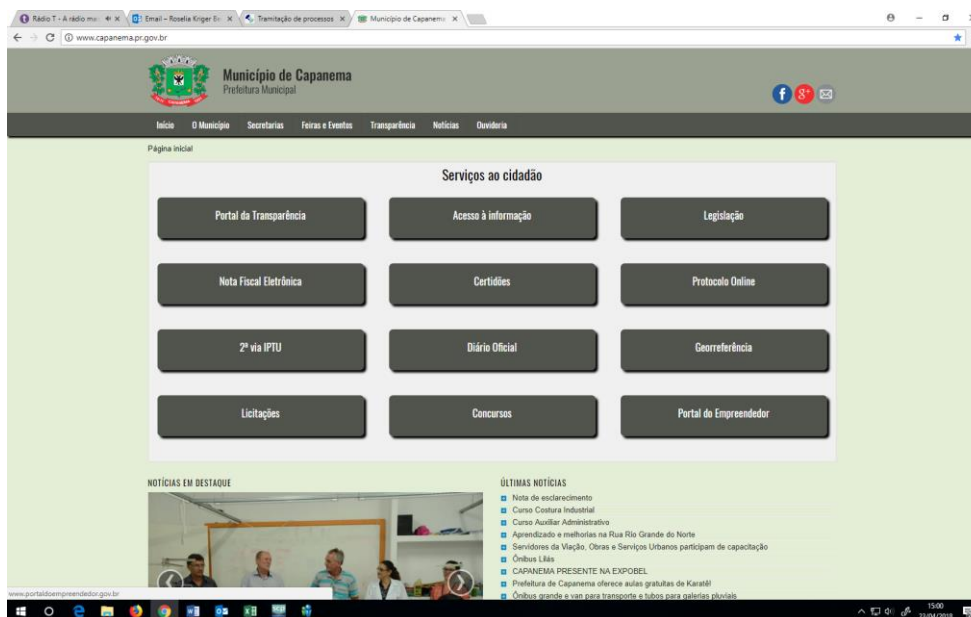 Rádio T - A rádio ma
Email – Roselia Kriger Be
Tramitação de processos
Município de Capanema
www.capanema.pr.gov.br
Município de Capanema
Prefeitura Municipal
Início O Município Secretarias Feiras e Eventos Transparência Notícias Ouvidoria
Página inicial
Serviços ao cidadão
Portal da Transparência Acesso à informação Legislação
Nota Fiscal Eletrônica Certidões Protocolo Online
2ª via IPTU Diário Oficial Georreferência
Licitações Concursos Portal do Empreendedor
NOTÍCIAS EM DESTAQUE
ÚLTIMAS NOTÍCIAS
Nota de esclarecimento
Curso Costura Industrial
Curso Auxiliar Administrativo
Aprendizado e melhorias na Rua Rio Grande do Norte
Servidores da Viação, Obras e Serviços Urbanos participam de capacitação
Ônibus Lilás
CAPANEMA PRESENTE NA EXPOBEL
Prefeitura de Capanema oferece aulas gratuitas de Karatê!
Ônibus grande e van para transporte e tubos para galerias pluviais
www.portaldoempreendedor.gov.br
15:00
23/04/2018